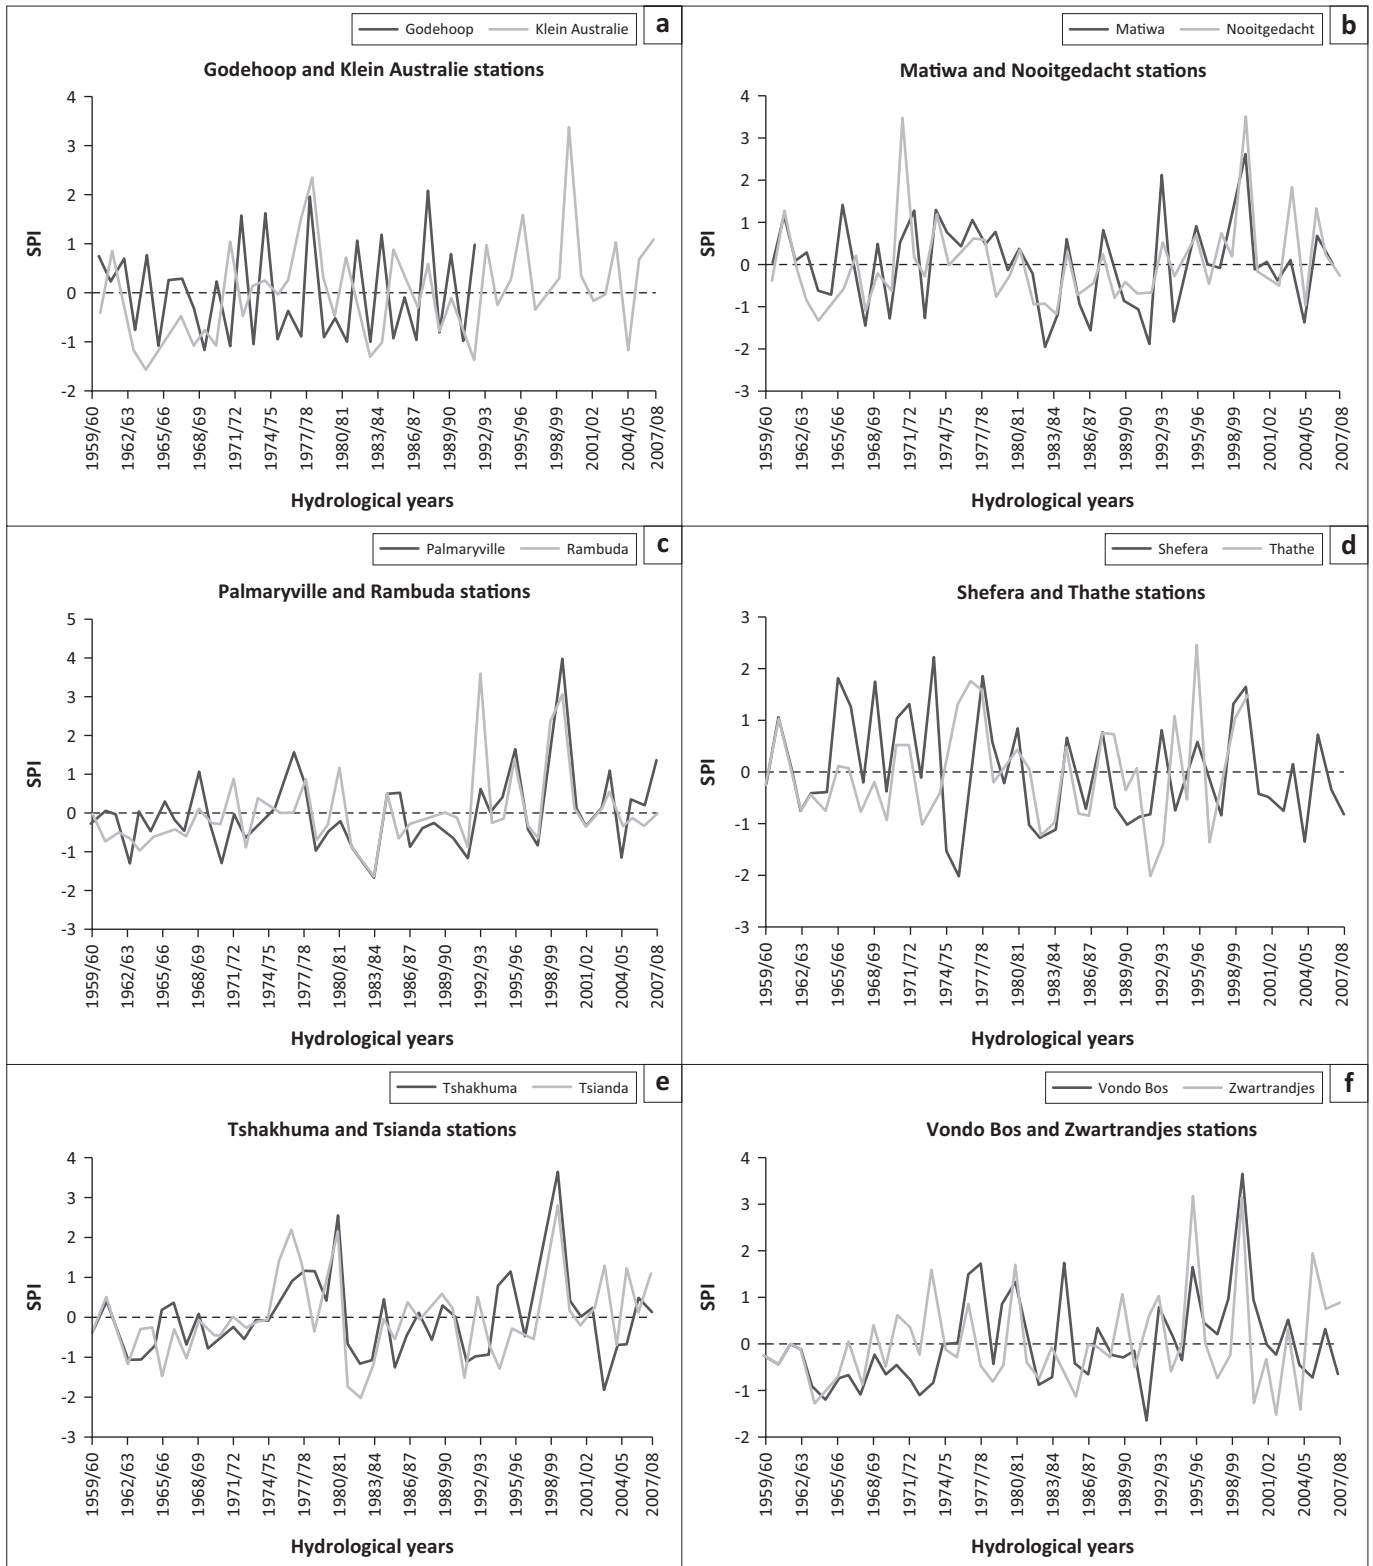 Godehoop Klein Australie a
Godehoop and Klein Australie stations
4
3
2
1
0
-1
-2
SPI
1959/60 1962/63 1965/66 1968/69 1971/72 1974/75 1977/78 1980/81 1983/84 1986/87 1989/90 1992/93 1995/96 1998/99 2001/02 2004/05 2007/08
Hydrological years
Matiwa Nooitgedacht b
Matiwa and Nooitgedacht stations
4
3
2
1
0
-1
-2
-3
SPI
1959/60 1962/63 1965/66 1968/69 1971/72 1974/75 1977/78 1980/81 1983/84 1986/87 1989/90 1992/93 1995/96 1998/99 2001/02 2004/05 2007/08
Hydrological years
Palmaryville Rambuda c
Palmaryville and Rambuda stations
5
4
3
2
1
0
-1
-2
-3
SPI
1959/60 1962/63 1965/66 1968/69 1971/72 1974/75 1977/78 1980/81 1983/84 1986/87 1989/90 1992/93 1995/96 1998/99 2001/02 2004/05 2007/08
Hydrological years
Shefera Thathe d
Shefera and Thathe stations
3
2
1
0
-1
-2
-3
SPI
1959/60 1962/63 1965/66 1968/69 1971/72 1974/75 1977/78 1980/81 1983/84 1986/87 1989/90 1992/93 1995/96 1998/99 2001/02 2004/05 2007/08
Hydrological years
Tshakhuma Tsianda e
Tshakhuma and Tsianda stations
4
3
2
1
0
-1
-2
-3
SPI
1959/60 1962/63 1965/66 1968/69 1971/72 1974/75 1977/78 1980/81 1983/84 1986/87 1989/90 1992/93 1995/96 1998/99 2001/02 2004/05 2007/08
Hydrological years
Vondo Bos Zwartrandjes f
Vondo Bos and Zwartrandjes stations
4
3
2
1
0
-1
-2
SPI
1959/60 1962/63 1965/66 1968/69 1971/72 1974/75 1977/78 1980/81 1983/84 1986/87 1989/90 1992/93 1995/96 1998/99 2001/02 2004/05 2007/08
Hydrological years